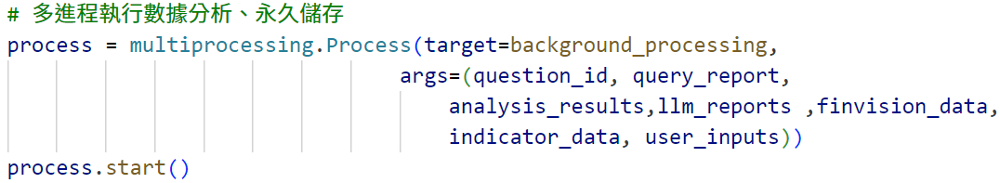 # 多進程執行數據分析、永久儲存
process = multiprocessing.Process(target=background_processing,
args=(question_id, query_report,
analysis_results,llm_reports ,finvision_data,
indicator_data, user_inputs))
process.start()